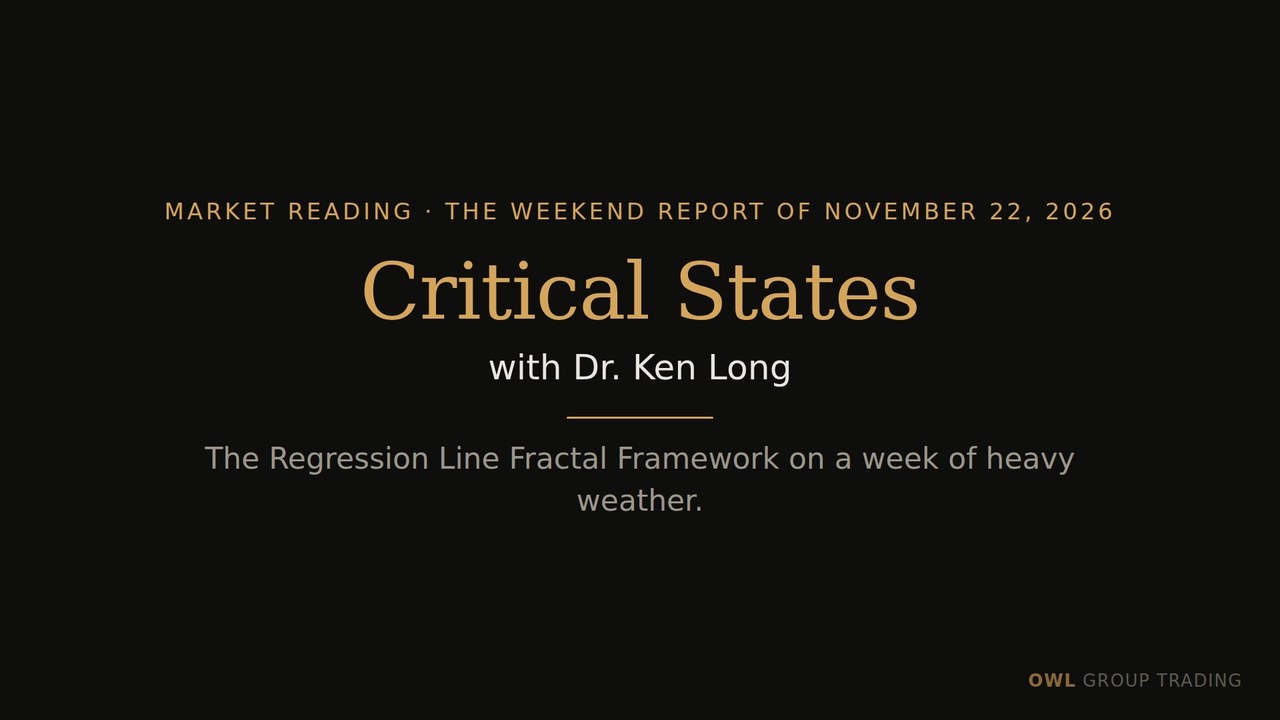 MARKET READING · THE WEEKEND REPORT OF NOVEMBER 22, 2026
Critical States
with Dr. Ken Long
The Regression Line Fractal Framework on a week of heavy
weather.
OWL GROUP TRADING